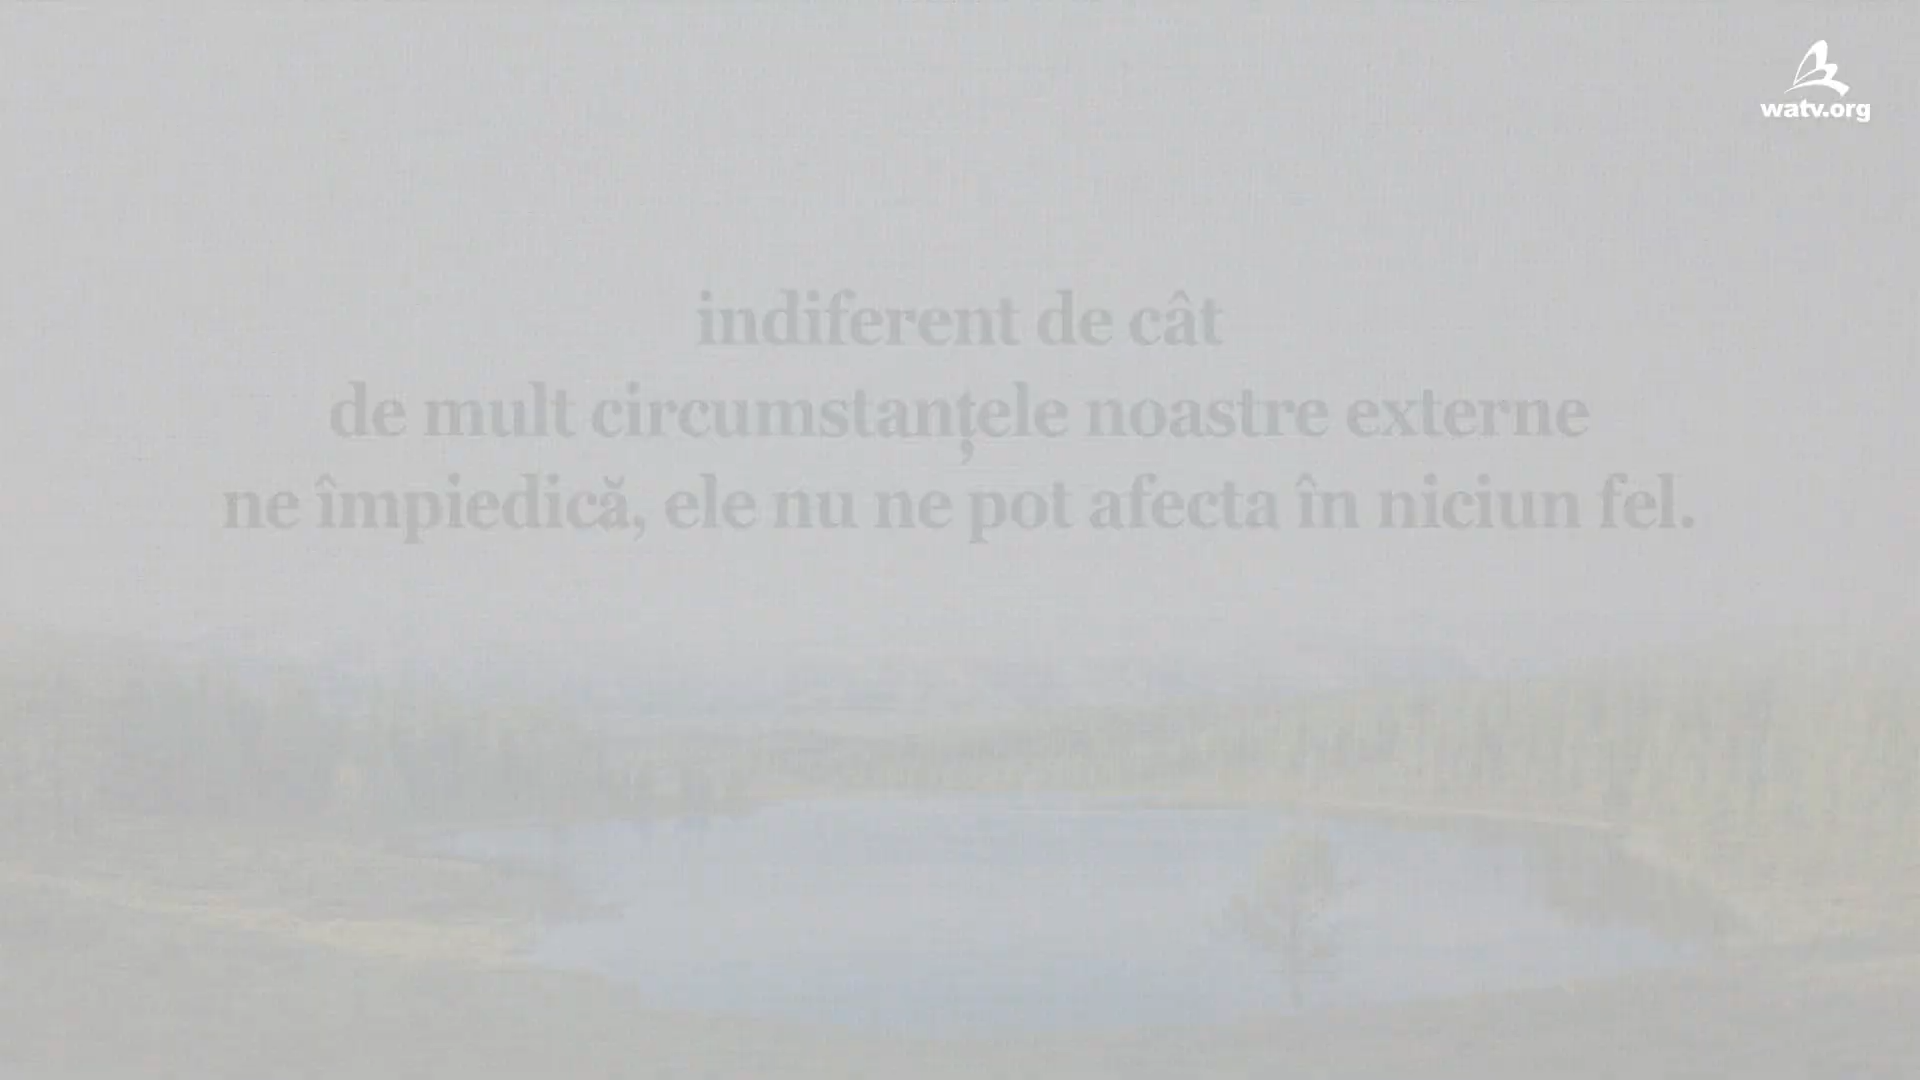 watv.org
indiferent de cât
de mult circumstanțele noastre externe
ne împiedică, ele nu ne pot afecta în niciun fel.